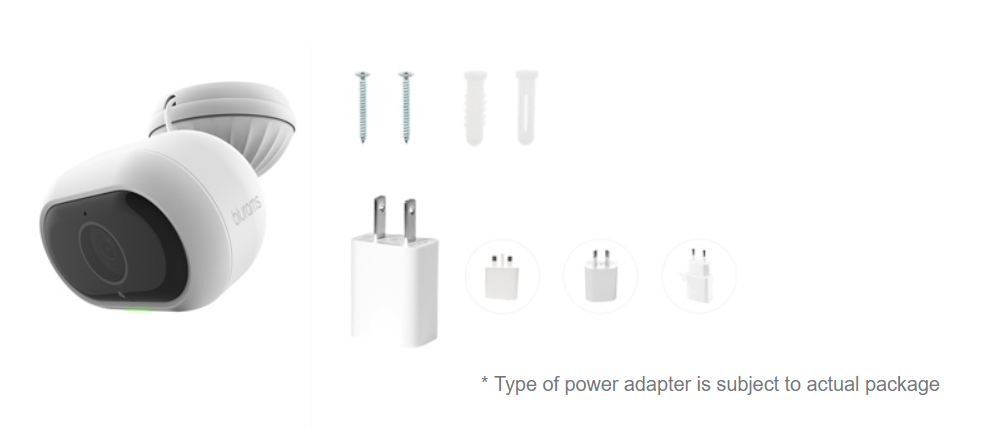 blurams
* Type of power adapter is subject to actual package